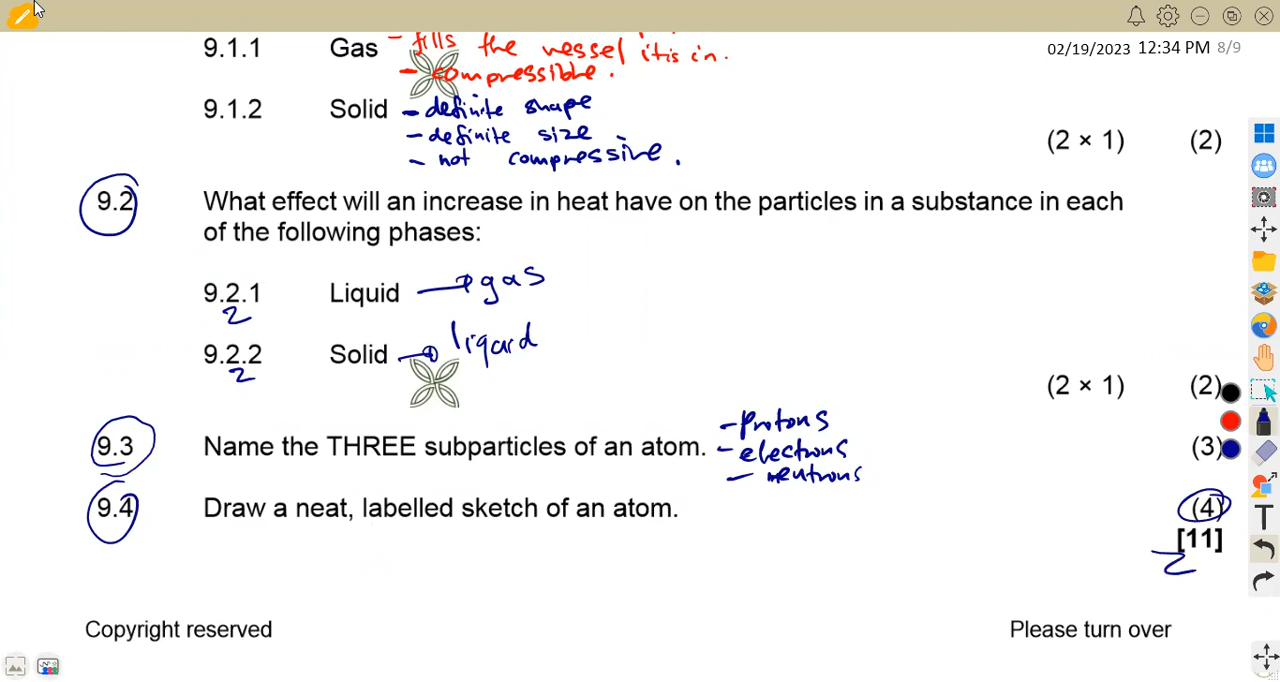 02/19/2023 12:34 PM 8/9
9.1.1 Gas - fills the vessel it is in.
- compressible.
9.1.2 Solid - definite shape
- definite size
- not compressive.
(2 × 1) (2)
9.2 What effect will an increase in heat have on the particles in a substance in each
of the following phases:
9.2.1 Liquid → gas
2
9.2.2 Solid → liquid
2
(2 × 1) (2)
9.3 Name the THREE subparticles of an atom. (3)
- protons
- electrons
- neutrons
9.4 Draw a neat, labelled sketch of an atom. (4)
[11]
2
Copyright reserved Please turn over
T